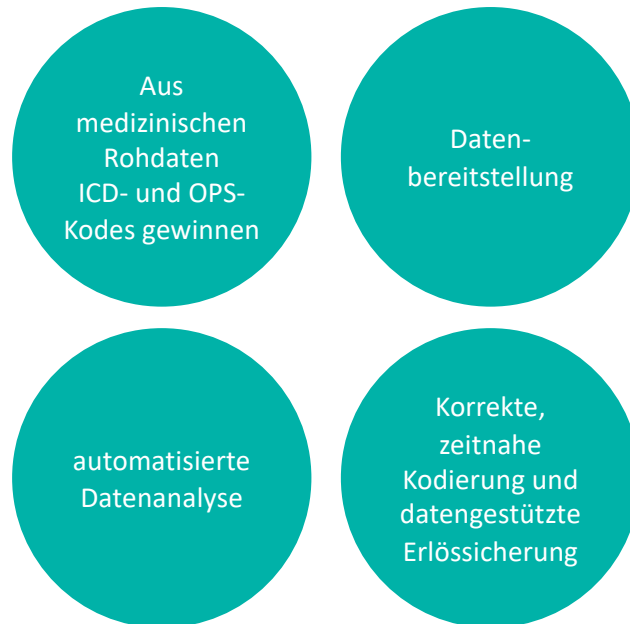 Aus
medizinischen
Rohdaten
ICD- und OPS-
Kodes gewinnen
Daten-
bereitstellung
automatisierte
Datenanalyse
Korrekte,
zeitnahe
Kodierung und
datengestützte
Erlössicherung